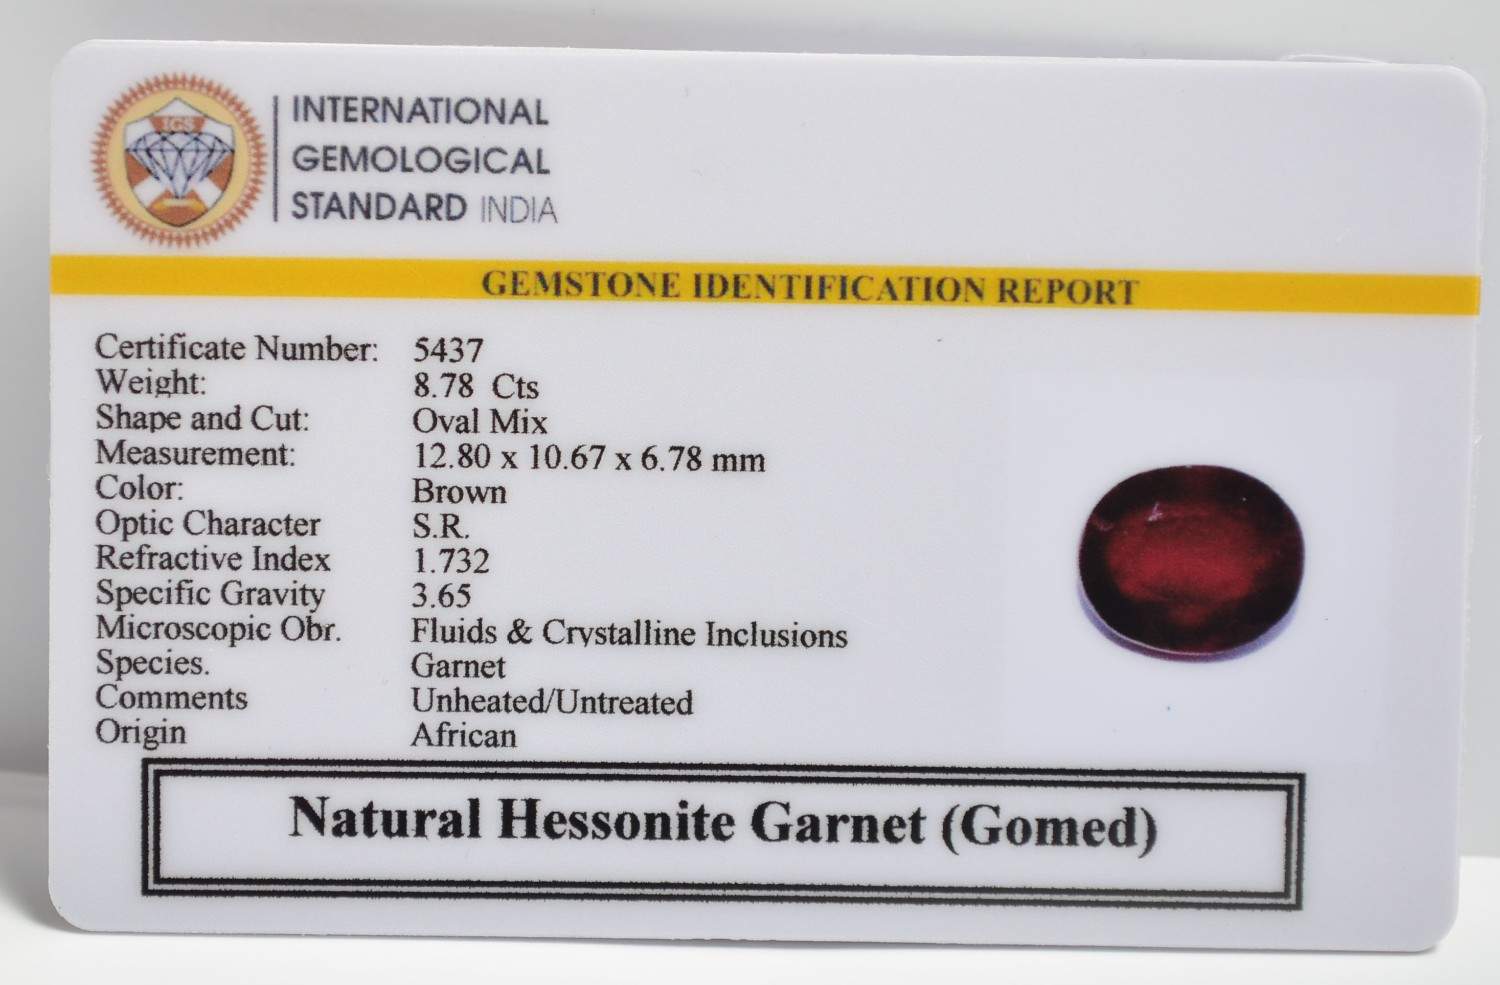 IGS
INTERNATIONAL
GEMOLOGICAL
STANDARD INDIA
GEMSTONE IDENTIFICATION REPORT
Certificate Number: 5437
Weight: 8.78 Cts
Shape and Cut: Oval Mix
Measurement: 12.80 x 10.67 x 6.78 mm
Color: Brown
Optic Character S.R.
Refractive Index 1.732
Specific Gravity 3.65
Microscopic Obr. Fluids & Crystalline Inclusions
Species. Garnet
Comments Unheated/Untreated
Origin African
Natural Hessonite Garnet (Gomed)